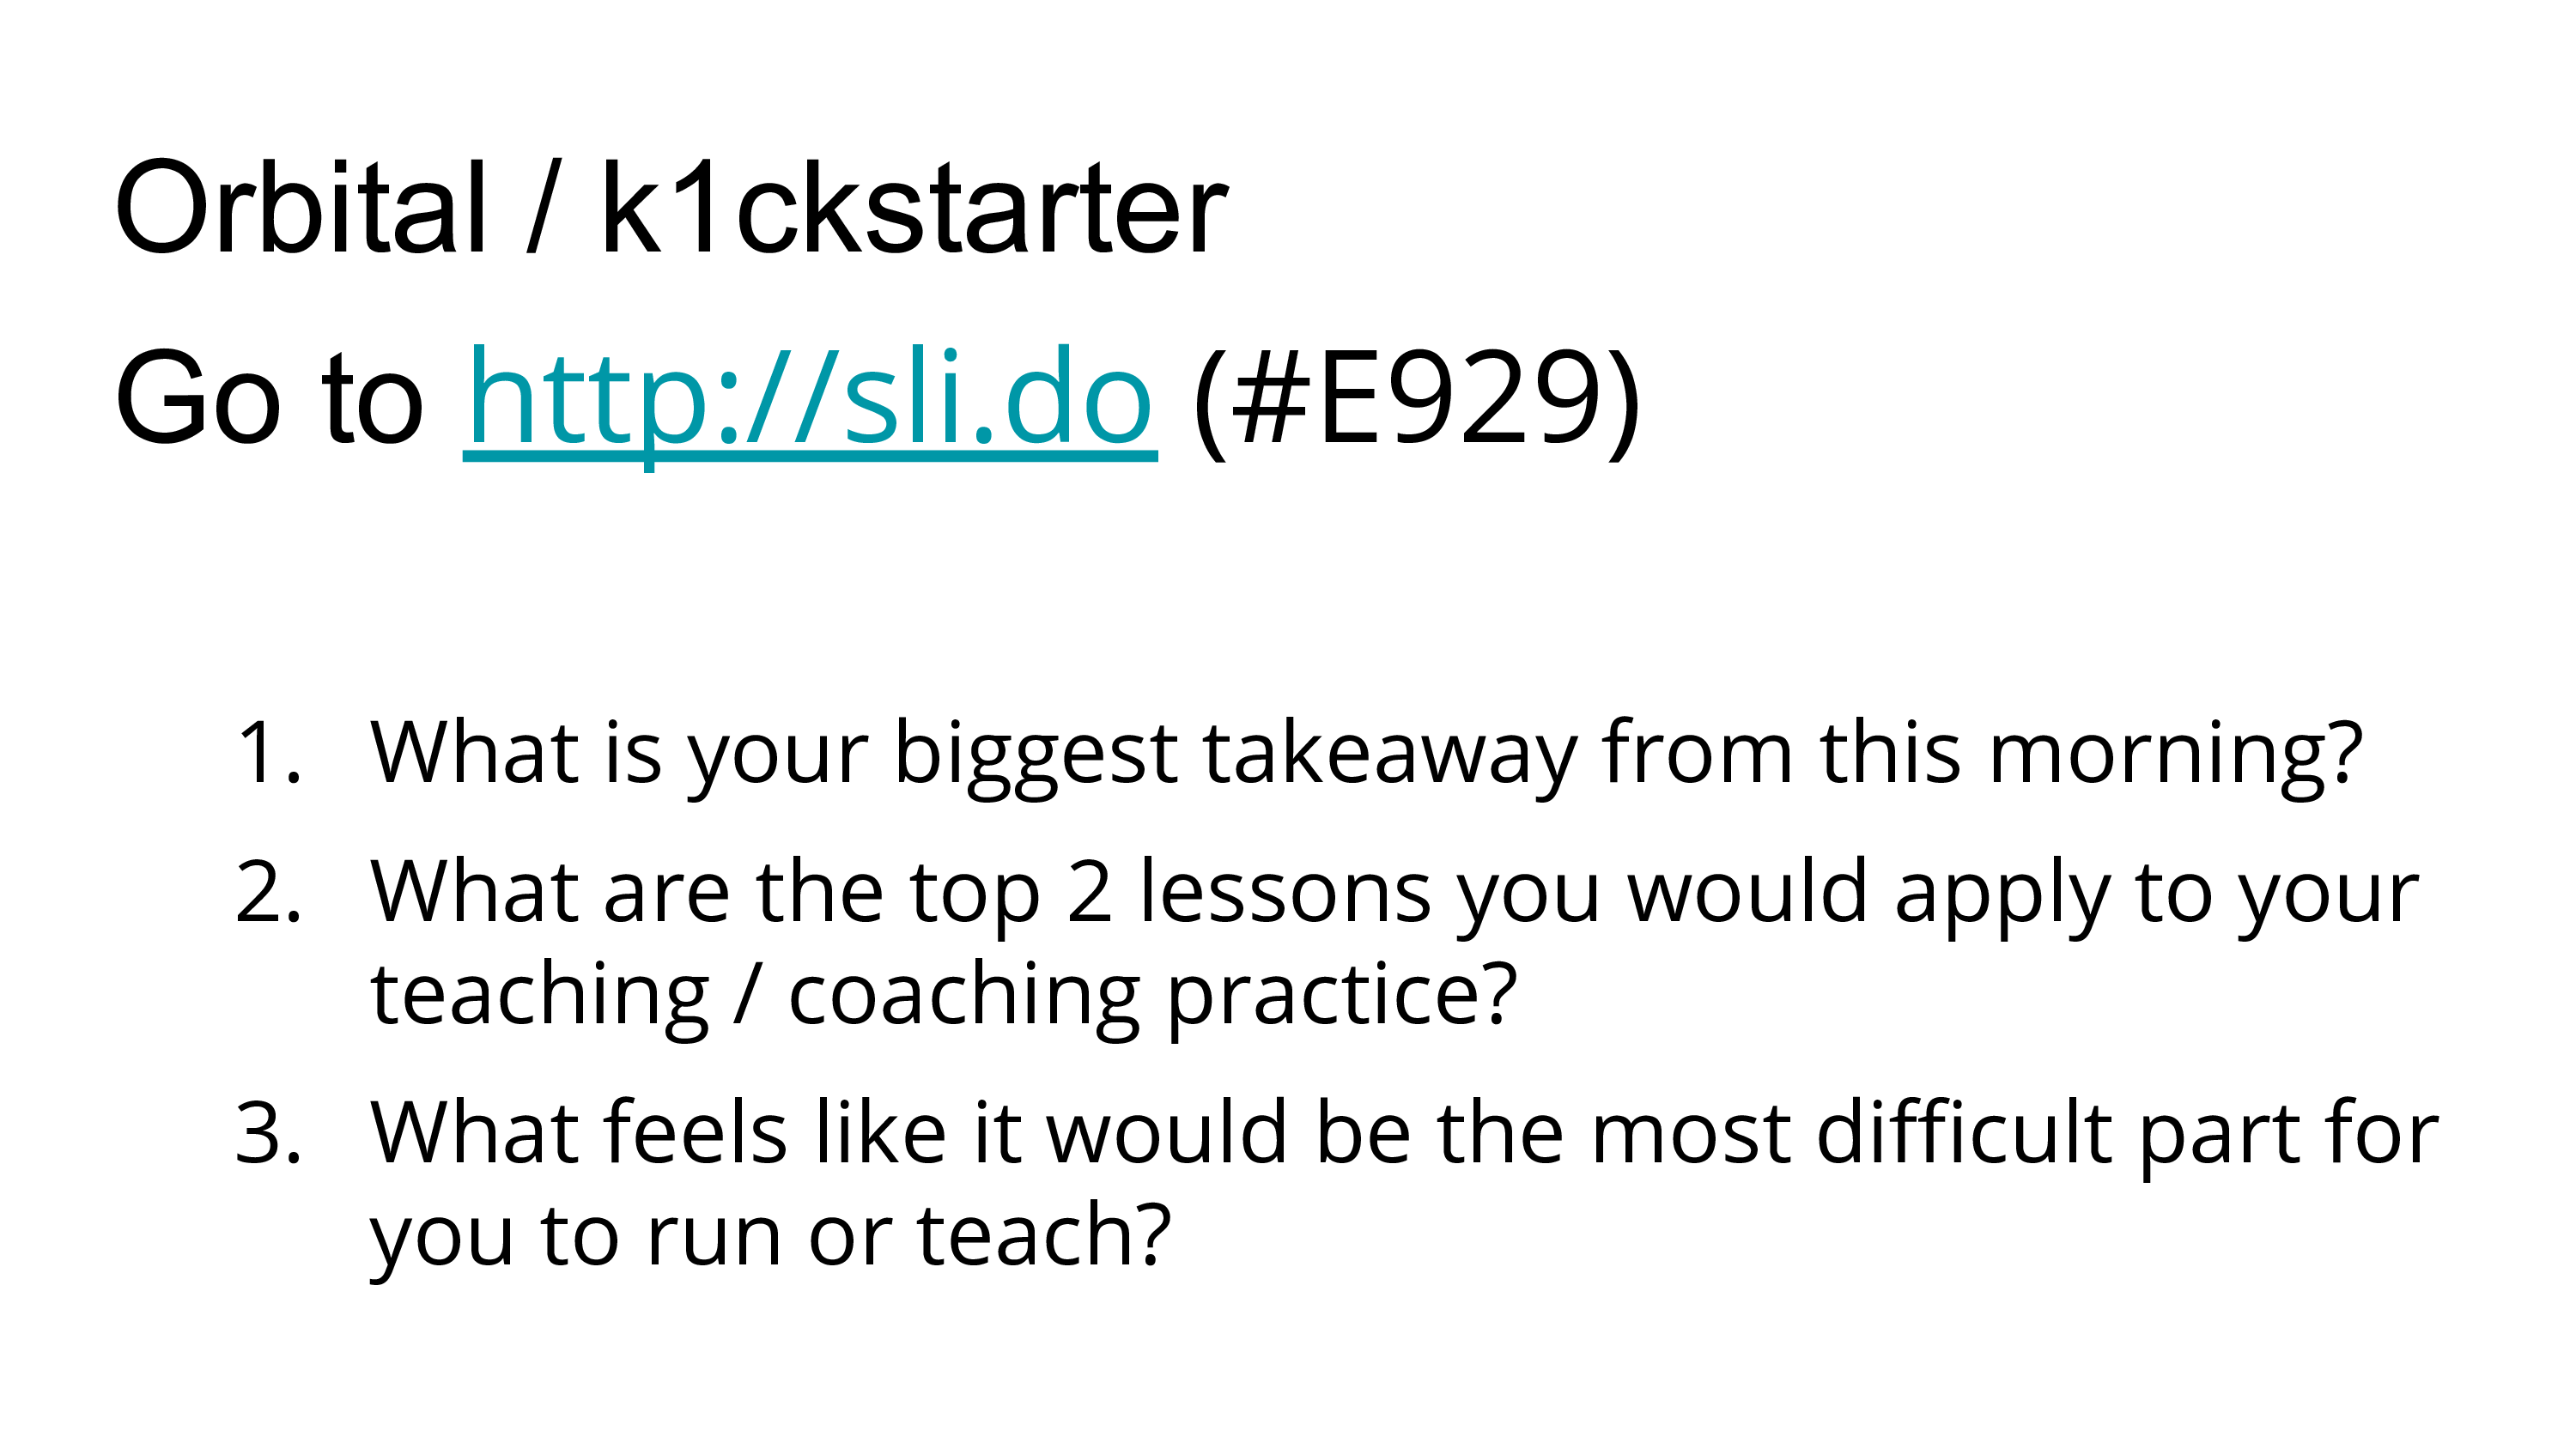 Orbital / k1ckstarter
Go to http://sli.do (#E929)
1. What is your biggest takeaway from this morning?
2. What are the top 2 lessons you would apply to your
teaching / coaching practice?
3. What feels like it would be the most difficult part for
you to run or teach?